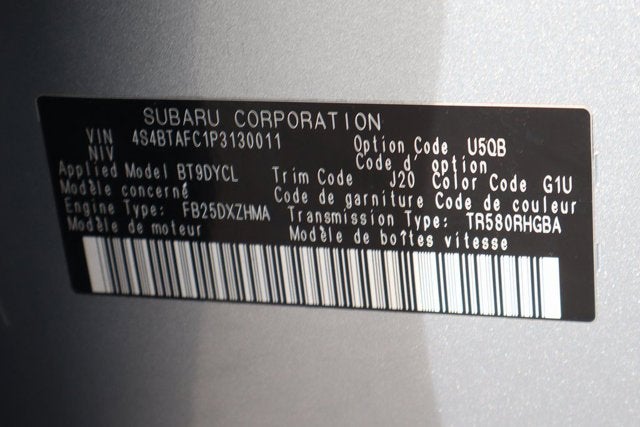 SUBARU CORPORATION
VIN 4S4BTAFC1P3130011 Option Code U5QB
NIV Code d' option
Applied Model BT9DYCL Trim Code J20 Color Code G1U
Modèle concerné Code de garniture Code de couleur
Engine Type: FB25DXZHMA Transmission Type: TR580RHGBA
Modèle de moteur Modèle de boîtes vitesse